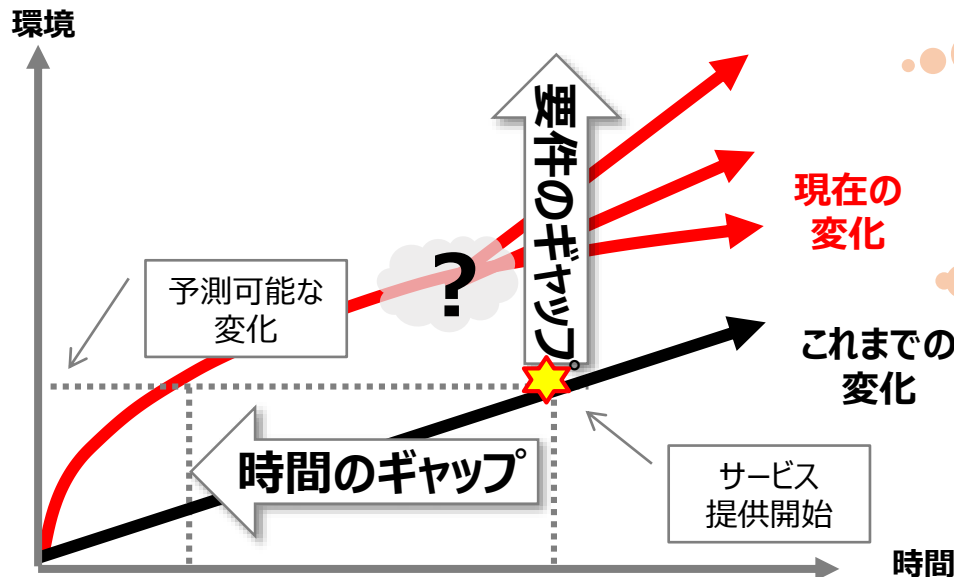 環境
要件のギャップ
現在の
変化
予測可能な
変化
?
これまでの
変化
時間のギャップ
サービス
提供開始
時間